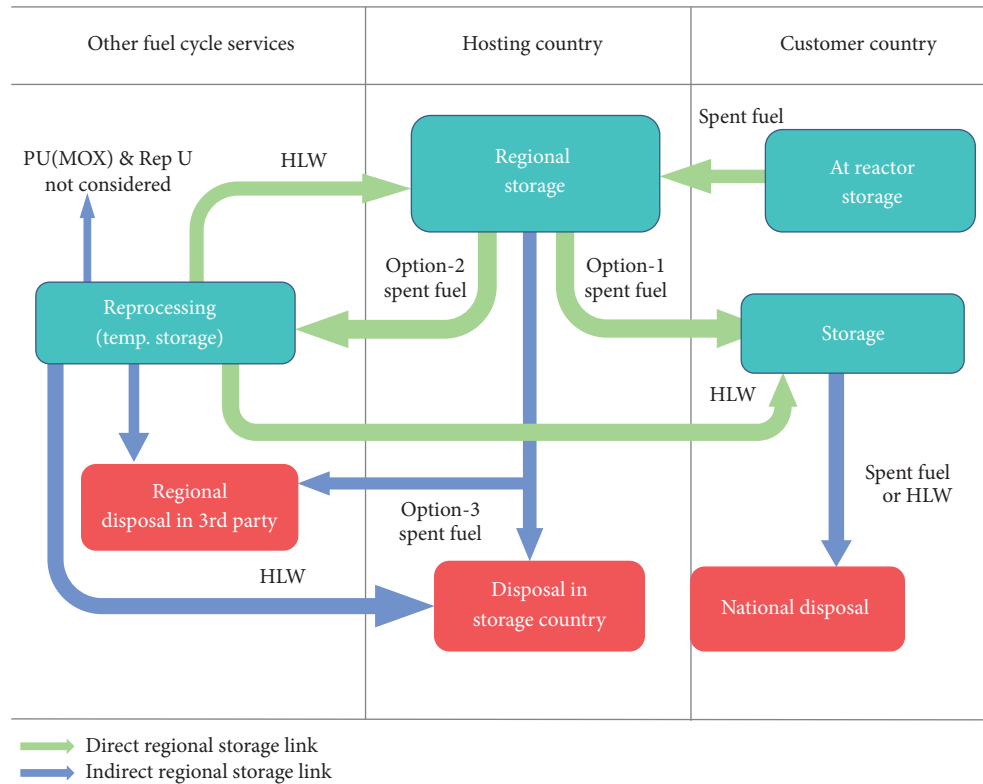 Other fuel cycle services
Hosting country
Customer country
Spent fuel
PU(MOX) & Rep U
not considered
HLW
Regional
storage
At reactor
storage
Option-2
spent fuel
Option-1
spent fuel
Reprocessing
(temp. storage)
Storage
HLW
Regional
disposal in 3rd party
Spent fuel
or HLW
Option-3
spent fuel
HLW
Disposal in
storage country
National disposal
Direct regional storage link
Indirect regional storage link